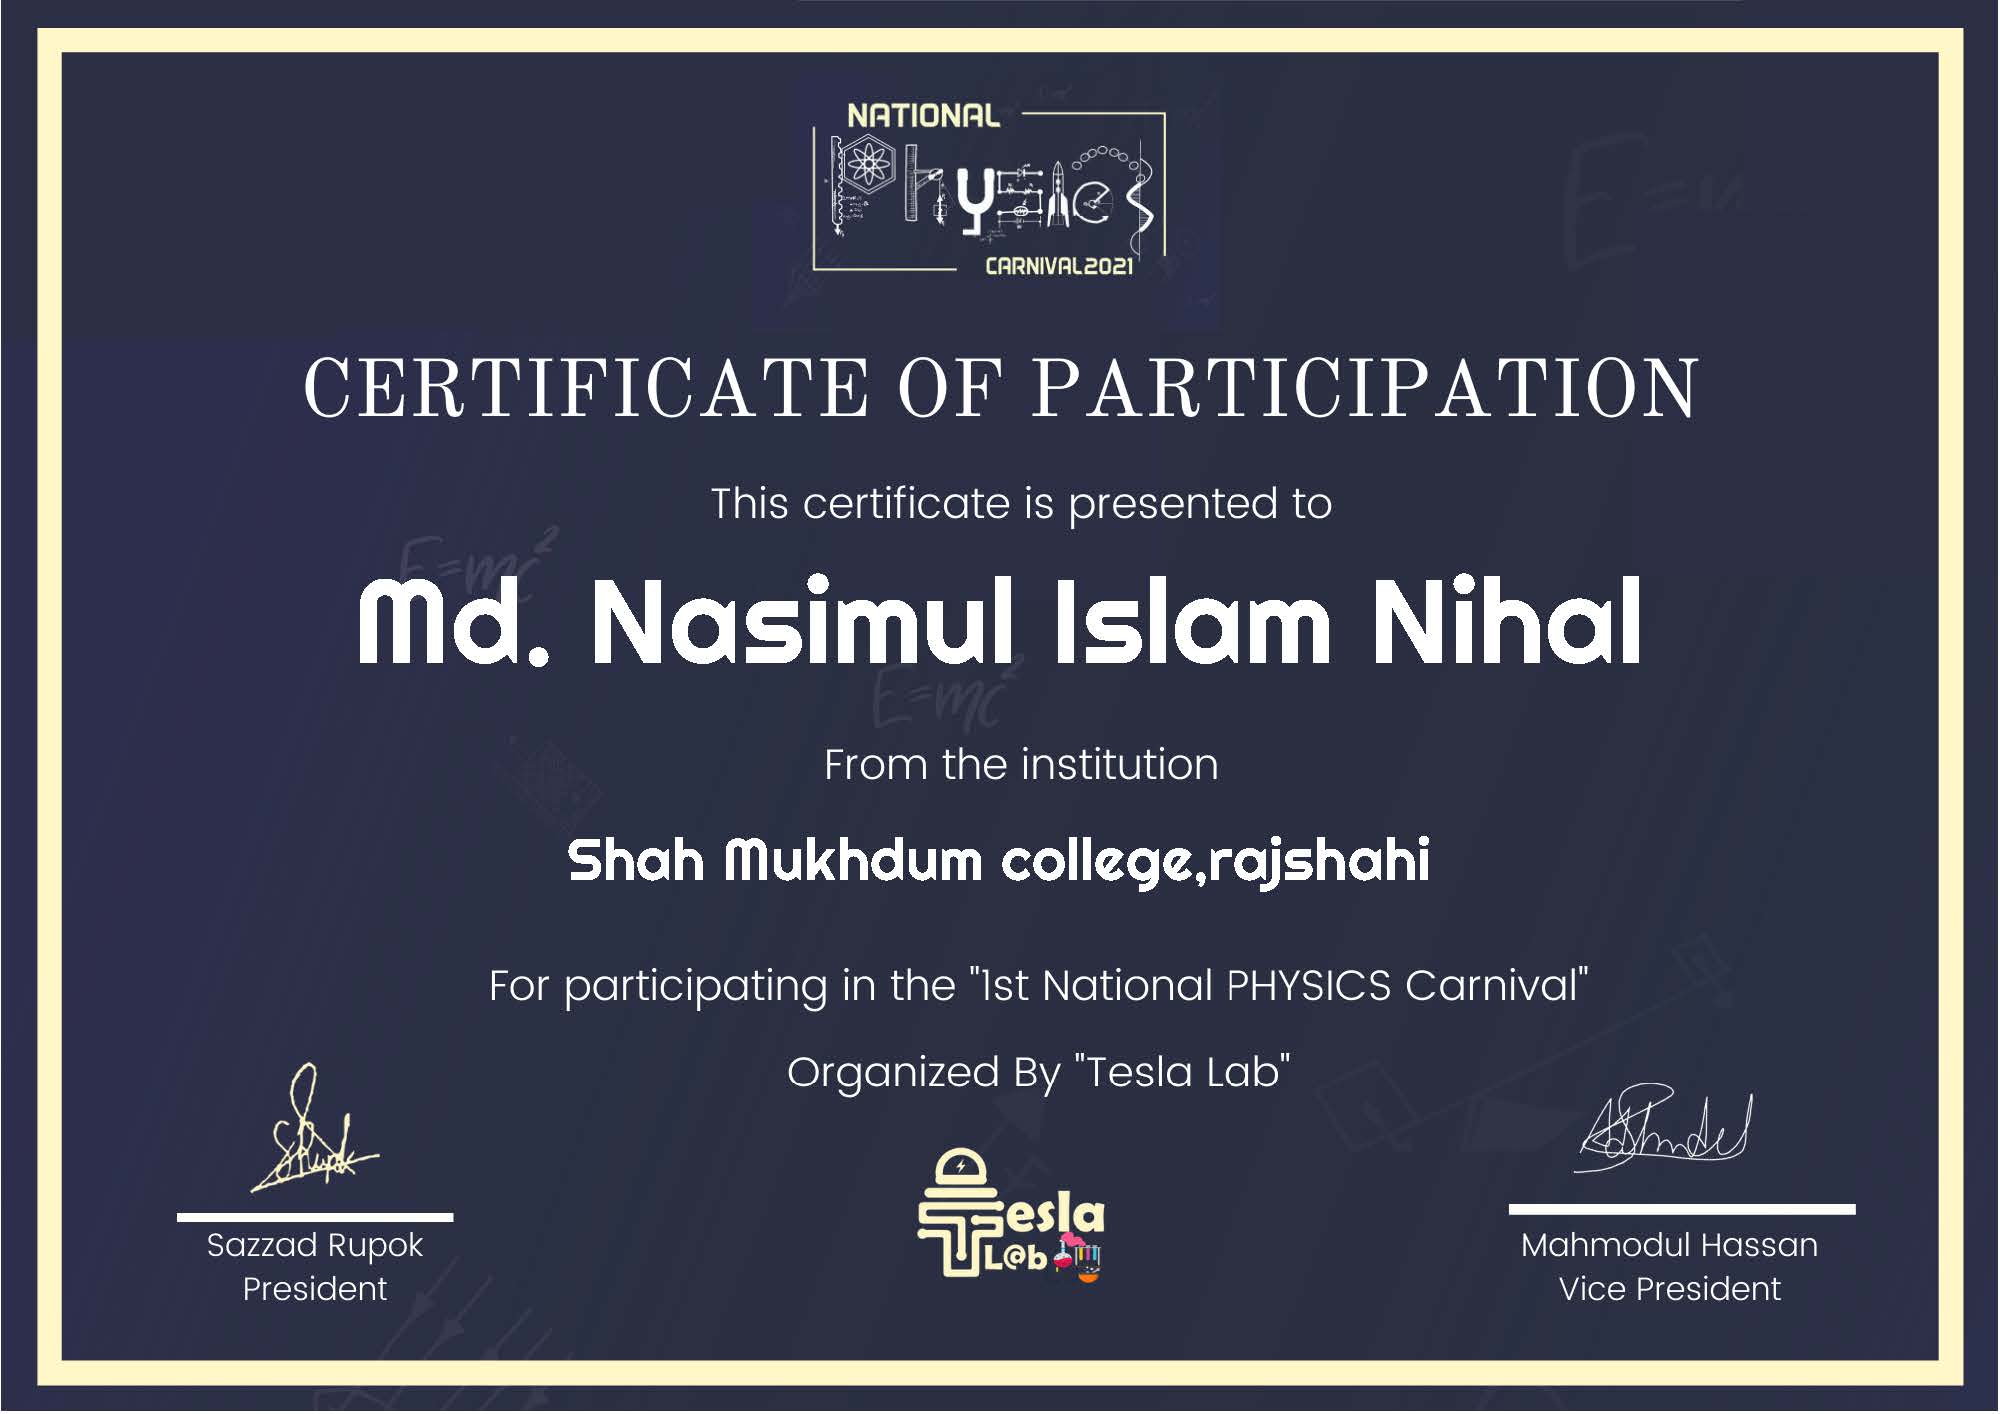 NATIONAL
Physics
CARNIVAL2021
CERTIFICATE OF PARTICIPATION
This certificate is presented to
E=mc²
Md. Nasimul Islam Nihal
E=mc²
From the institution
Shah Mukhdum college,rajshahi
For participating in the "1st National PHYSICS Carnival"
Organized By "Tesla Lab"
Tesla
L@b
Sazzad Rupok
President
Mahmodul Hassan
Vice President